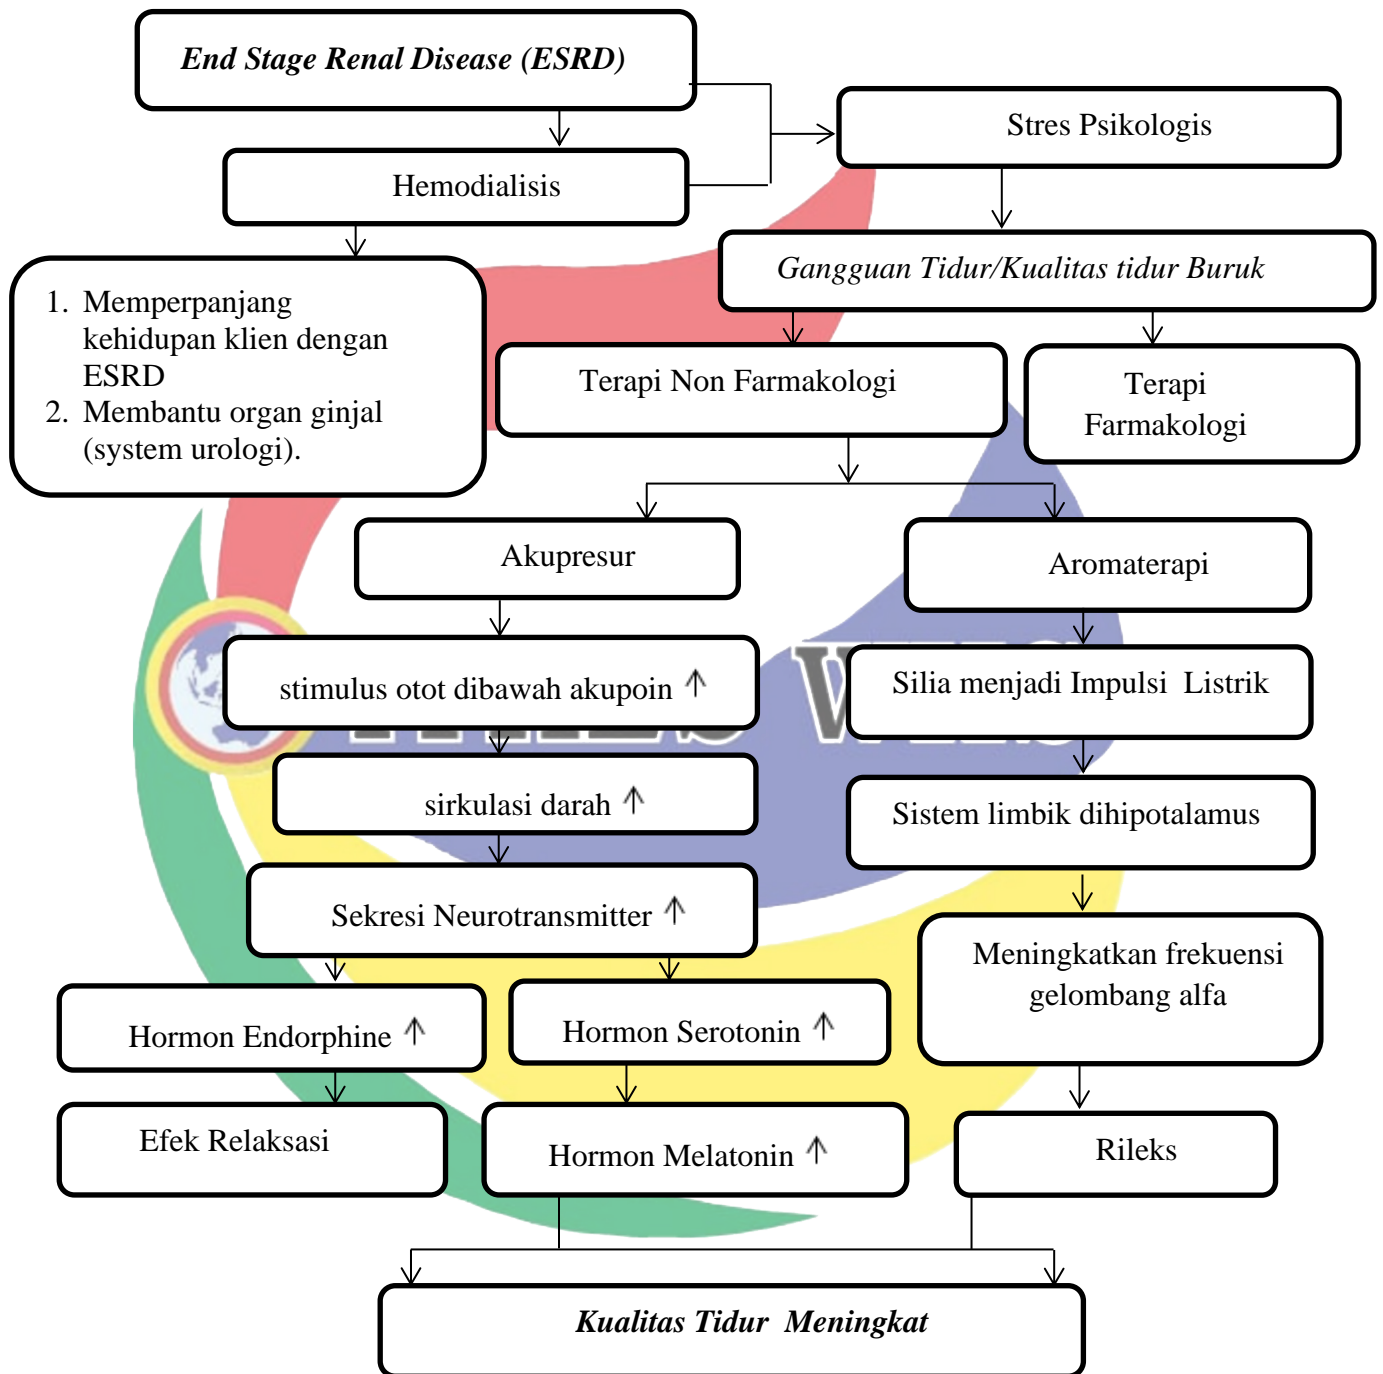 End Stage Renal Disease (ESRD)
Stres Psikologis
Hemodialisis
Gangguan Tidur/Kualitas tidur Buruk
1. Memperpanjang
kehidupan klien dengan
ESRD
2. Membantu organ ginjal
(system urologi).
Terapi Non Farmakologi
Terapi
Farmakologi
Akupresur
Aromaterapi
stimulus otot dibawah akupoin ↑
Silia menjadi Impulsi Listrik
sirkulasi darah ↑
Sistem limbik dihipotalamus
Sekresi Neurotransmitter ↑
Meningkatkan frekuensi
gelombang alfa
Hormon Endorphine ↑
Hormon Serotonin ↑
Efek Relaksasi
Hormon Melatonin ↑
Rileks
Kualitas Tidur Meningkat